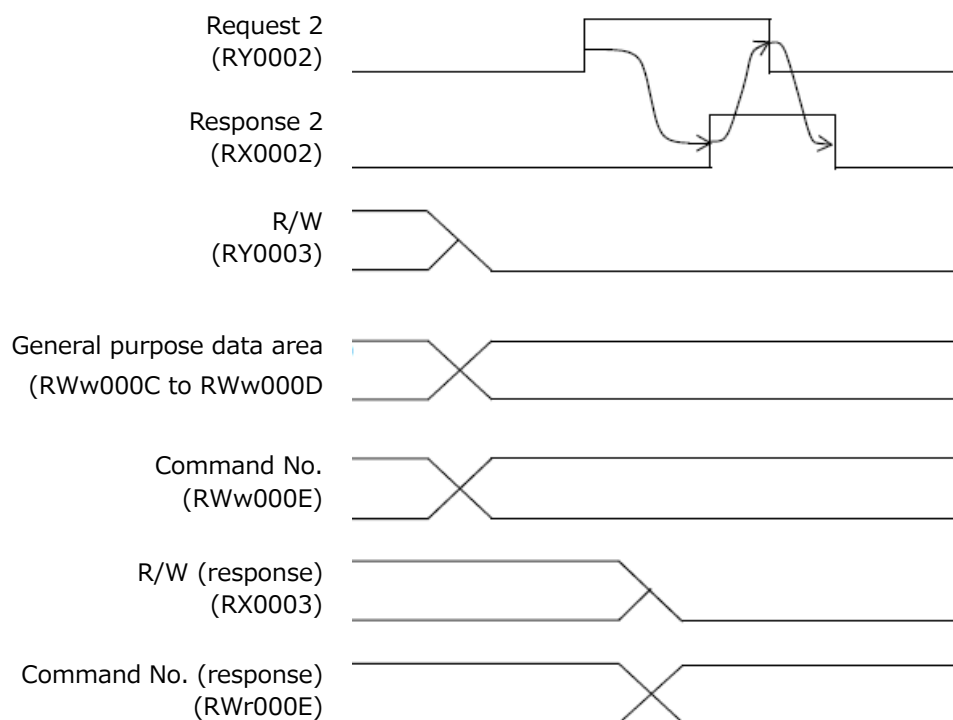 Request 2
(RY0002)
Response 2
(RX0002)
R/W
(RY0003)
General purpose data area
(RWw000C to RWw000D
Command No.
(RWw000E)
R/W (response)
(RX0003)
Command No. (response)
(RWr000E)